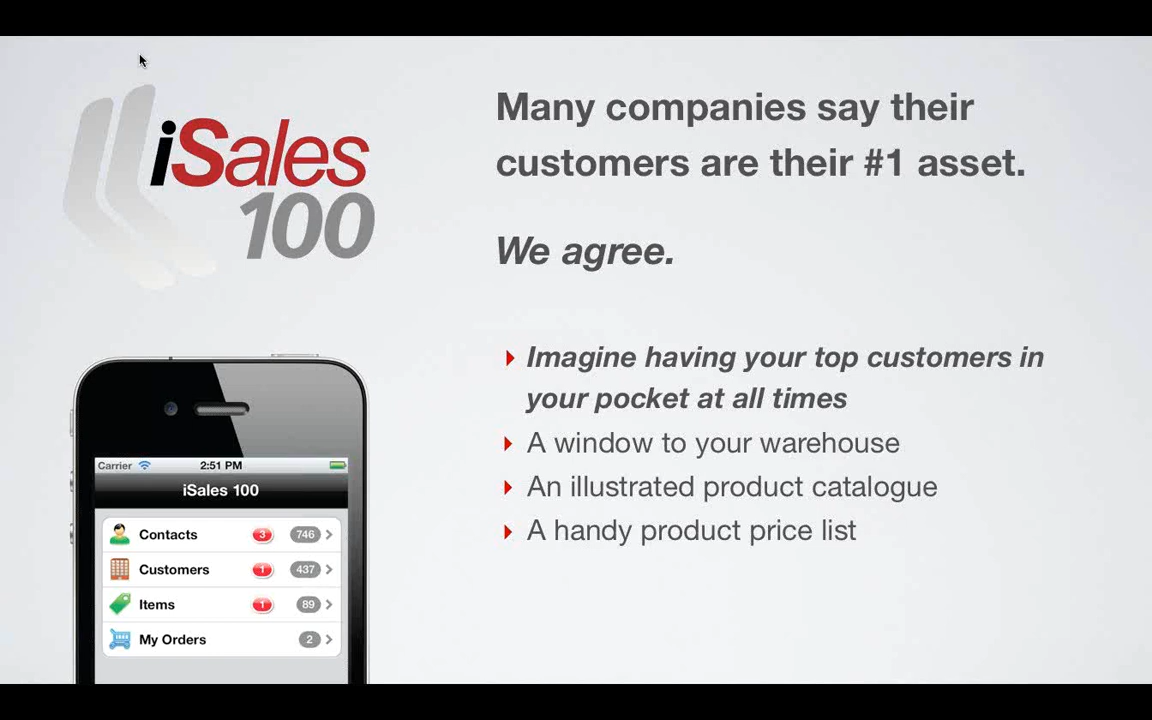 iSales
100
Many companies say their
customers are their #1 asset.
We agree.
Imagine having your top customers in
your pocket at all times
A window to your warehouse
An illustrated product catalogue
A handy product price list
Carrier 2:51 PM
iSales 100
Contacts 3 746
Customers 1 437
Items 1 89
My Orders 2